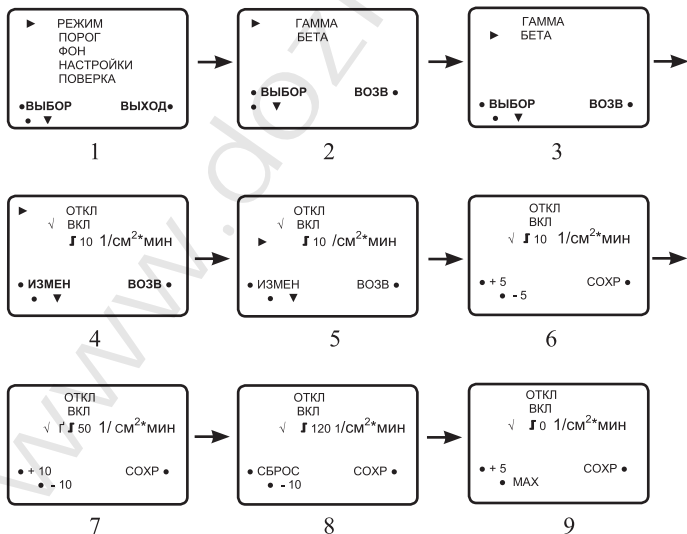 ► РЕЖИМ
ПОРОГ
ФОН
НАСТРОЙКИ
ПОВЕРКА
•ВЫБОР ВЫХОД•
• ▼
1
► ГАММА
БЕТА
• ВЫБОР ВОЗВ •
• ▼
2
ГАММА
► БЕТА
• ВЫБОР ВОЗВ •
• ▼
3
► ОТКЛ
√ ВКЛ
10 1/см²*мин
• ИЗМЕН ВОЗВ •
• ▼
4
ОТКЛ
√ ВКЛ
► 10 /см²*мин
• ИЗМЕН ВОЗВ •
• ▼
5
ОТКЛ
ВКЛ
√ 10 1/см²*мин
• + 5 СОХР •
• - 5
6
ОТКЛ
ВКЛ
√ Ґ 50 1/ см²*мин
• + 10 СОХР •
• - 10
7
ОТКЛ
ВКЛ
√ 120 1/см²*мин
• СБРОС СОХР •
• - 10
8
ОТКЛ
ВКЛ
√ 0 1/см²*мин
• + 5 СОХР •
• MAX
9